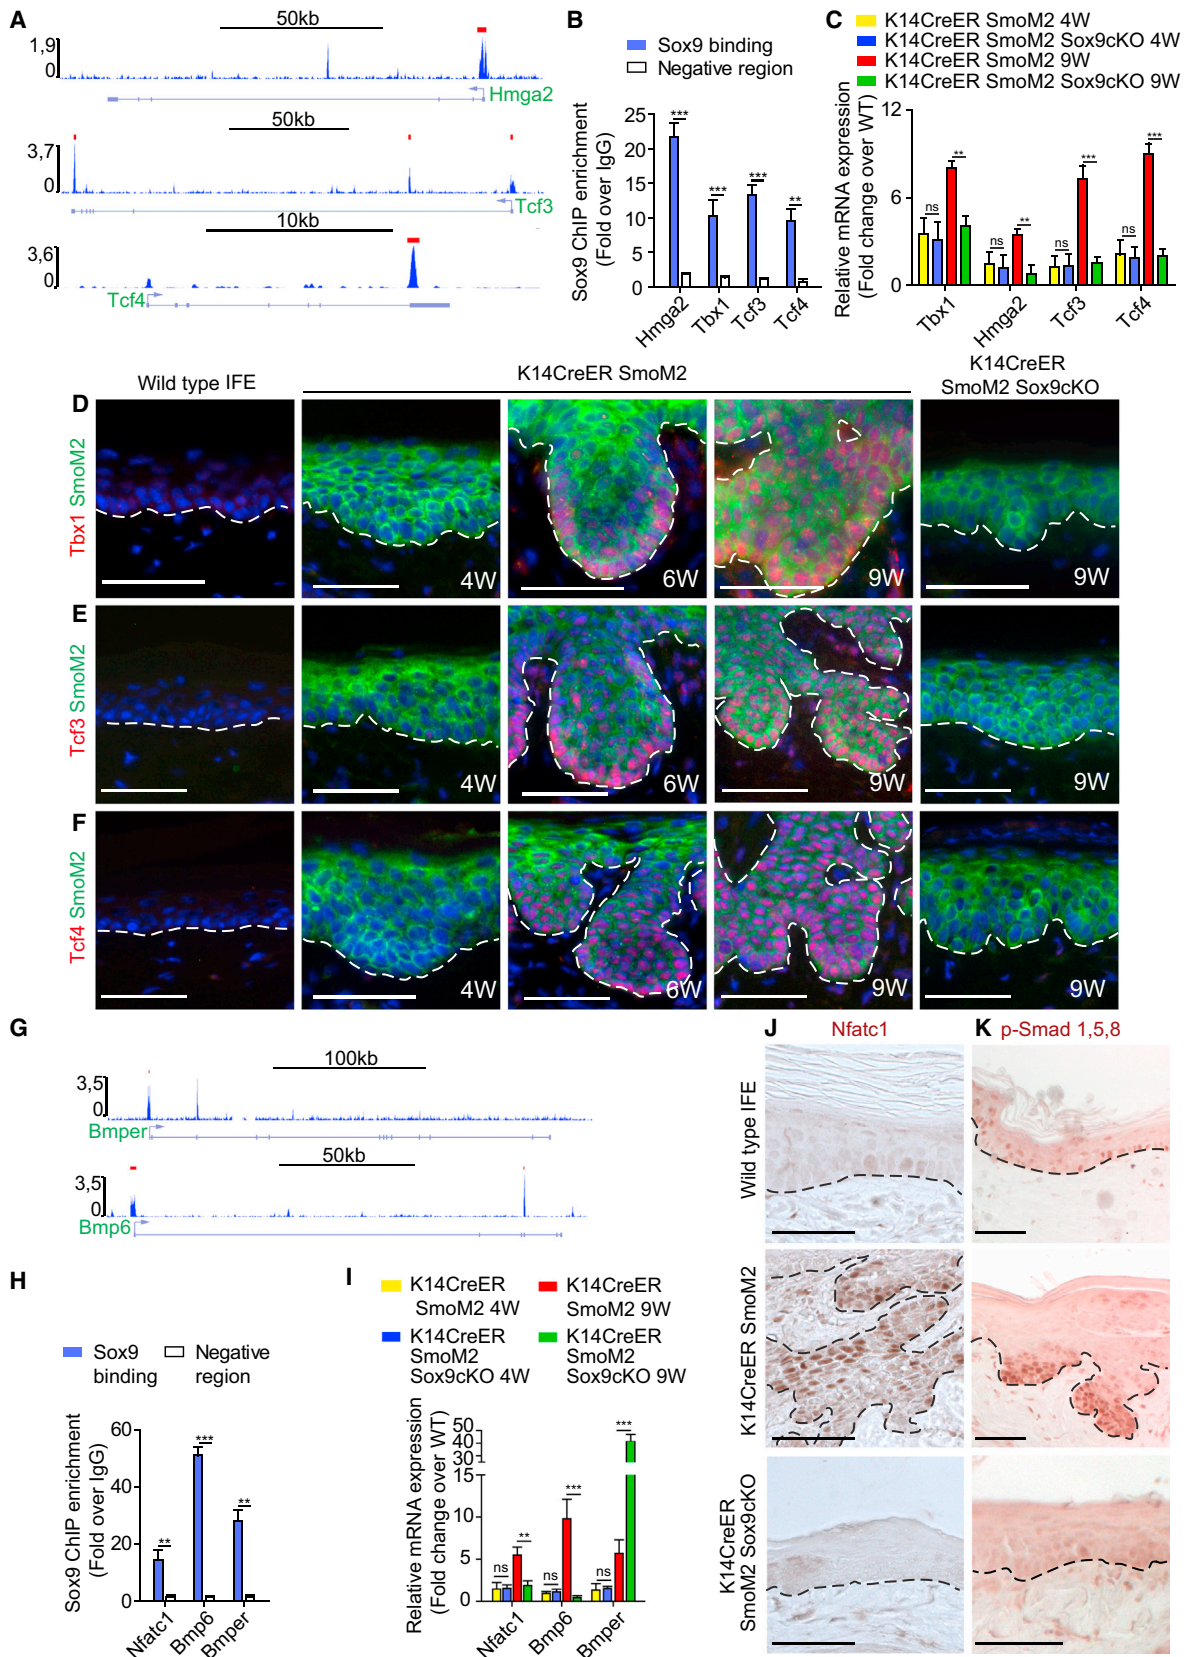 A
50kb
1,9
0
Hmga2
50kb
3,7
0
Tcf3
10kb
3,6
0
Tcf4
B
Sox9 binding
Negative region
Sox9 ChIP enrichment
(Fold over IgG)
25
20
15
10
5
0
***
***
***
**
Hmga2
Tbx1
Tcf3
Tcf4
C
K14CreER SmoM2 4W
K14CreER SmoM2 Sox9cKO 4W
K14CreER SmoM2 9W
K14CreER SmoM2 Sox9cKO 9W
Relative mRNA expression
(Fold change over WT)
12
6
0
ns
**
ns
**
ns
***
ns
***
Tbx1
Hmga2
Tcf3
Tcf4
Wild type IFE
K14CreER SmoM2
K14CreER
SmoM2 Sox9cKO
D
Tbx1 SmoM2
4W
6W
9W
9W
E
Tcf3 SmoM2
4W
6W
9W
9W
F
Tcf4 SmoM2
4W
6W
9W
9W
G
100kb
3,5
0
Bmper
50kb
3,5
0
Bmp6
H
Sox9
binding
Negative
region
Sox9 ChIP enrichment
(Fold over IgG)
60
40
20
0
**
***
**
Nfatc1
Bmp6
Bmper
I
K14CreER
SmoM2 4W
K14CreER
SmoM2 9W
K14CreER
SmoM2
Sox9cKO 4W
K14CreER
SmoM2
Sox9cKO 9W
Relative mRNA expression
(Fold change over WT)
50
40
30
15
10
5
0
ns
**
ns
***
ns
***
Nfatc1
Bmp6
Bmper
J
Nfatc1
K
p-Smad 1,5,8
Wild type IFE
K14CreER SmoM2
K14CreER
SmoM2 Sox9cKO